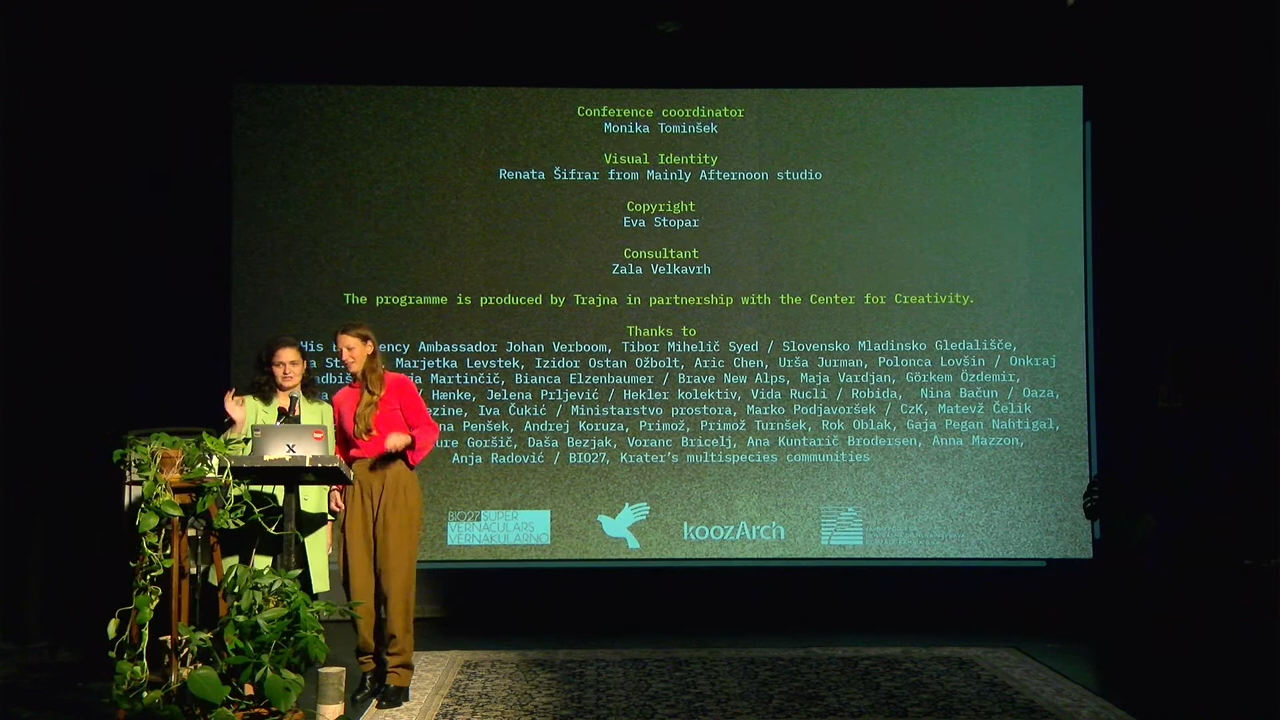 Conference coordinator
Monika Tominšek
Visual Identity
Renata Šifrar from Mainly Afternoon studio
Copyright
Eva Stopar
Consultant
Zala Velkavrh
The programme is produced by Trajna in partnership with the Center for Creativity.
Thanks to
His Ambassador Johan Verboom, Tibor Mihelič Syed / Slovensko Mladinsko Gledališče,
Marjetka Levstek, Izidor Ostan Ožbolt, Aric Chen, Urša Jurman, Polonca Lovšin / Onkraj
Martinčič, Bianca Elzenbaumer / Brave New Alps, Maja Vardjan, Görkem Özdemir,
/ Hænke, Jelena Prljević / Hekler kolektiv, Vida Rucli / Robida, Nina Bačun / Oaza,
Iva Čukić / Ministarstvo prostora, Marko Podjavoršek / CzK, Matevž Čelik
Penšek, Andrej Koruza, Primož, Primož Turnšek, Rok Oblak, Gaja Pegan Nahtigal,
Goršič, Daša Bezjak, Voranc Bricelj, Ana Kuntarič Brodersen, Anna Mazzon,
Anja Radović / BIO27, Krater's multispecies communities
BIO27 SUPER
VERNACULARS
VERNAKULARNO
koozArch
X